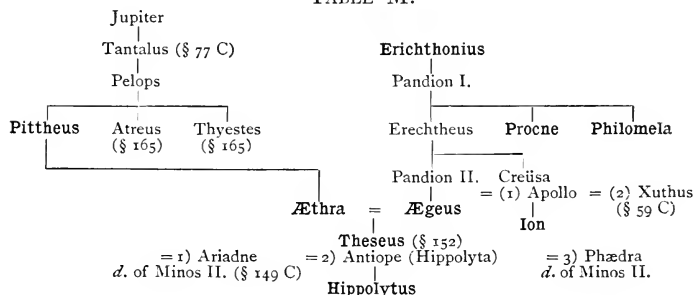 TABLE M.
Jupiter
Tantalus (§ 77 C)
Erichthonius
Pelops
Pandion I.
Pittheus Atreus Thyestes Erechtheus Procne Philomela
(§ 165) (§ 165)
Pandion II. Creüsa
= (1) Apollo = (2) Xuthus
Æthra = Ægeus (§ 59 C)
Ion
Theseus (§ 152)
= 1) Ariadne = 2) Antiope (Hippolyta) = 3) Phædra
d. of Minos II. (§ 149 C) d. of Minos II.
Hippolytus